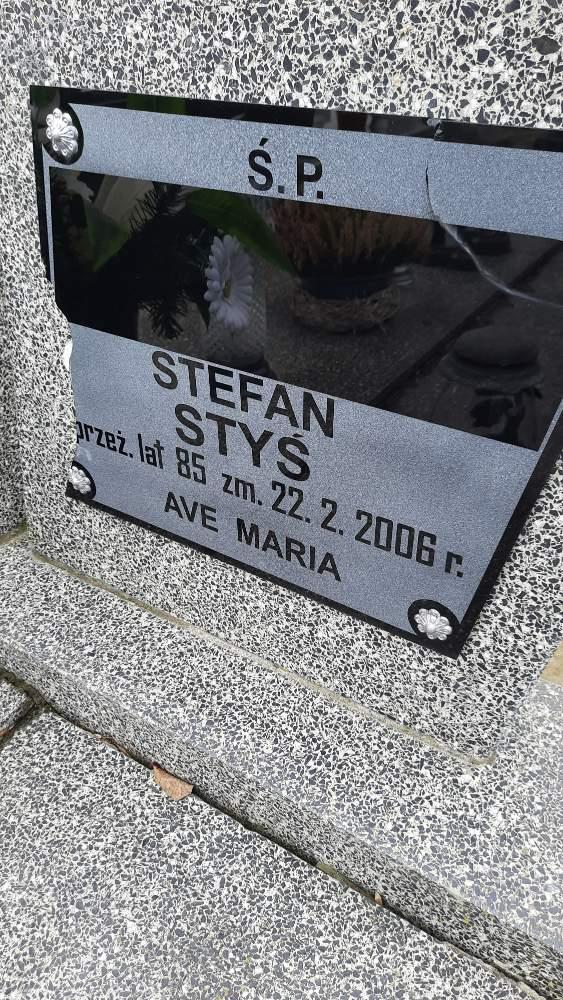 Ś. P.
STEFAN
STYŚ
przeż. lat 85 zm. 22. 2. 2006 r.
AVE MARIA